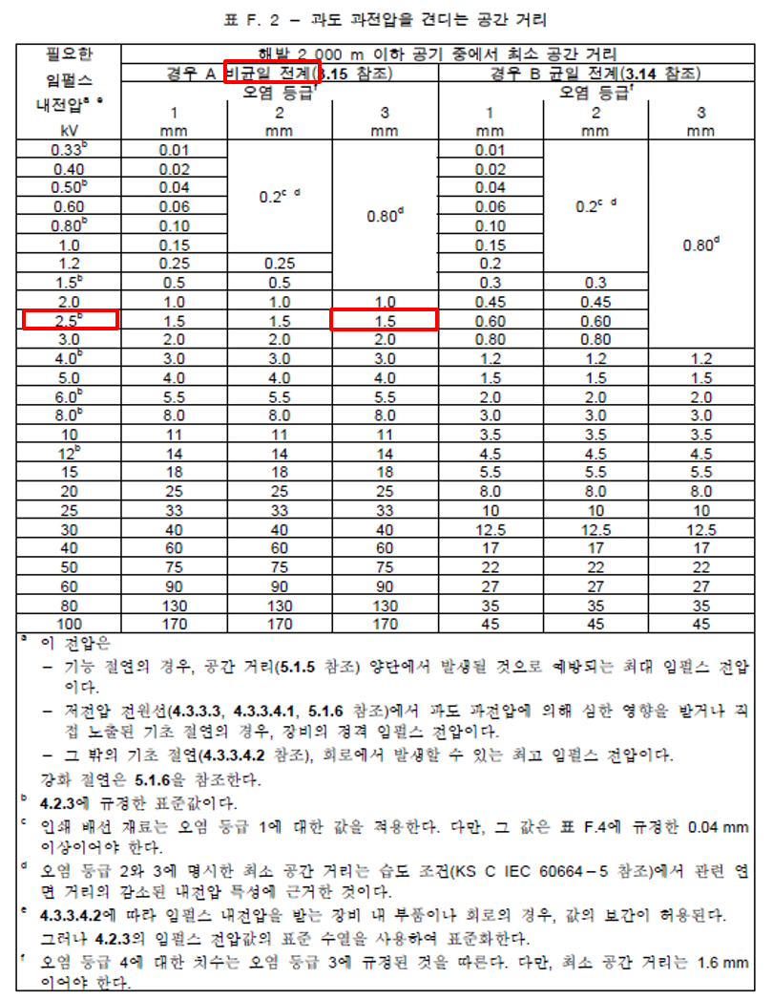 표 F. 2 – 과도 과전압을 견디는 공간 거리
필요한 임펄스 내전압ᵃ ᵉ kV
해발 2 000 m 이하 공기 중에서 최소 공간 거리
경우 A 비균일 전계(3.15 참조) 경우 B 균일 전계(3.14 참조)
오염 등급ᶠ 오염 등급ᶠ
1 2 3 1 2 3
mm mm mm mm mm mm
0.33ᵇ 0.01 0.2ᶜ ᵈ 0.80ᵈ 0.01 0.2ᶜ ᵈ 0.80ᵈ
0.40 0.02 0.02
0.50ᵇ 0.04 0.04
0.60 0.06 0.06
0.80ᵇ 0.10 0.10
1.0 0.15 0.15
1.2 0.25 0.25 0.2
1.5ᵇ 0.5 0.5 0.3 0.3
2.0 1.0 1.0 1.0 0.45 0.45
2.5ᵇ 1.5 1.5 1.5 0.60 0.60
3.0 2.0 2.0 2.0 0.80 0.80
4.0ᵇ 3.0 3.0 3.0 1.2 1.2 1.2
5.0 4.0 4.0 4.0 1.5 1.5 1.5
6.0ᵇ 5.5 5.5 5.5 2.0 2.0 2.0
8.0ᵇ 8.0 8.0 8.0 3.0 3.0 3.0
10 11 11 11 3.5 3.5 3.5
12ᵇ 14 14 14 4.5 4.5 4.5
15 18 18 18 5.5 5.5 5.5
20 25 25 25 8.0 8.0 8.0
25 33 33 33 10 10 10
30 40 40 40 12.5 12.5 12.5
40 60 60 60 17 17 17
50 75 75 75 22 22 22
60 90 90 90 27 27 27
80 130 130 130 35 35 35
100 170 170 170 45 45 45
ᵃ 이 전압은
– 기능 절연의 경우, 공간 거리(5.1.5 참조) 양단에서 발생될 것으로 예방되는 최대 임펄스 전압
이다.
– 저전압 전원선(4.3.3.3, 4.3.3.4.1, 5.1.6 참조)에서 과도 과전압에 의해 심한 영향을 받거나 직
접 노출된 기초 절연의 경우, 장비의 정격 임펄스 전압이다.
– 그 밖의 기초 절연(4.3.3.4.2 참조), 회로에서 발생할 수 있는 최고 임펄스 전압이다.
강화 절연은 5.1.6을 참조한다.
ᵇ 4.2.3에 규정한 표준값이다.
ᶜ 인쇄 배선 재료는 오염 등급 1에 대한 값을 적용한다. 다만, 그 값은 표 F.4에 규정한 0.04 mm
이상이어야 한다.
ᵈ 오염 등급 2와 3에 명시한 최소 공간 거리는 습도 조건(KS C IEC 60664–5 참조)에서 관련 연
면 거리의 감소된 내전압 특성에 근거한 것이다.
ᵉ 4.3.3.4.2에 따라 임펄스 내전압을 받는 장비 내 부품이나 회로의 경우, 값의 보간이 허용된다.
그러나 4.2.3의 임펄스 전압값의 표준 수열을 사용하여 표준화한다.
ᶠ 오염 등급 4에 대한 치수는 오염 등급 3에 규정된 것을 따른다. 다만, 최소 공간 거리는 1.6 mm
이어야 한다.